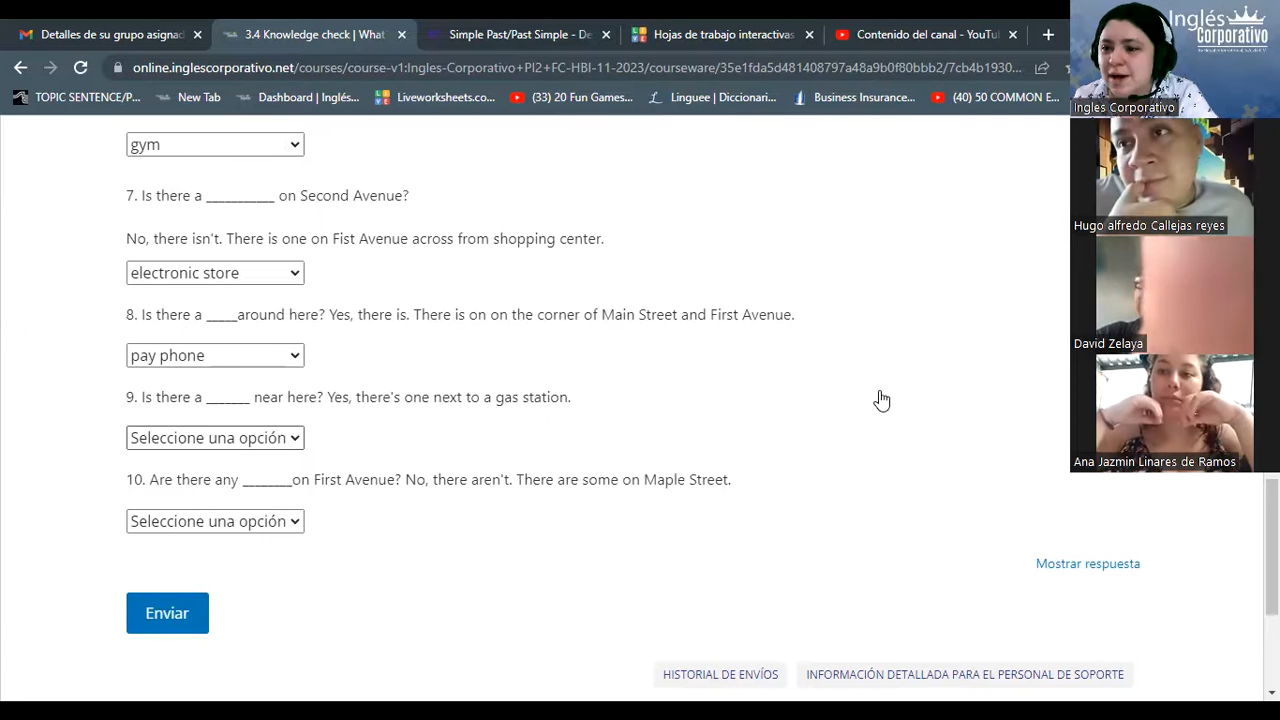 Detalles de su grupo asignad
3.4 Knowledge check | What
Simple Past/Past Simple - De
Hojas de trabajo interactivas
Contenido del canal - YouTu
online.inglescorporativo.net/courses/course-v1:Ingles-Corporativo+PI2+PC-HBI-11-2023/courseware/35e1fda5d481408797a48a9b0f80bbb2/7cb4b1930...
TOPIC SENTENCE/P...
New Tab
Dashboard | Inglés...
Liveworksheets.co...
(33) 20 Fun Games...
Linguee | Diccionari...
Business Insurance...
(40) 50 COMMON E...
gym
7. Is there a ___________ on Second Avenue?
No, there isn't. There is one on Fist Avenue across from shopping center.
electronic store
8. Is there a _____around here? Yes, there is. There is on on the corner of Main Street and First Avenue.
pay phone
9. Is there a _______ near here? Yes, there's one next to a gas station.
Seleccione una opción
10. Are there any ________on First Avenue? No, there aren't. There are some on Maple Street.
Seleccione una opción
Mostrar respuesta
Enviar
HISTORIAL DE ENVÍOS
INFORMACIÓN DETALLADA PARA EL PERSONAL DE SOPORTE
Inglés
Corporativo
Ingles Corporativo
Hugo alfredo Callejas reyes
David Zelaya
Ana Jazmin Linares de Ramos